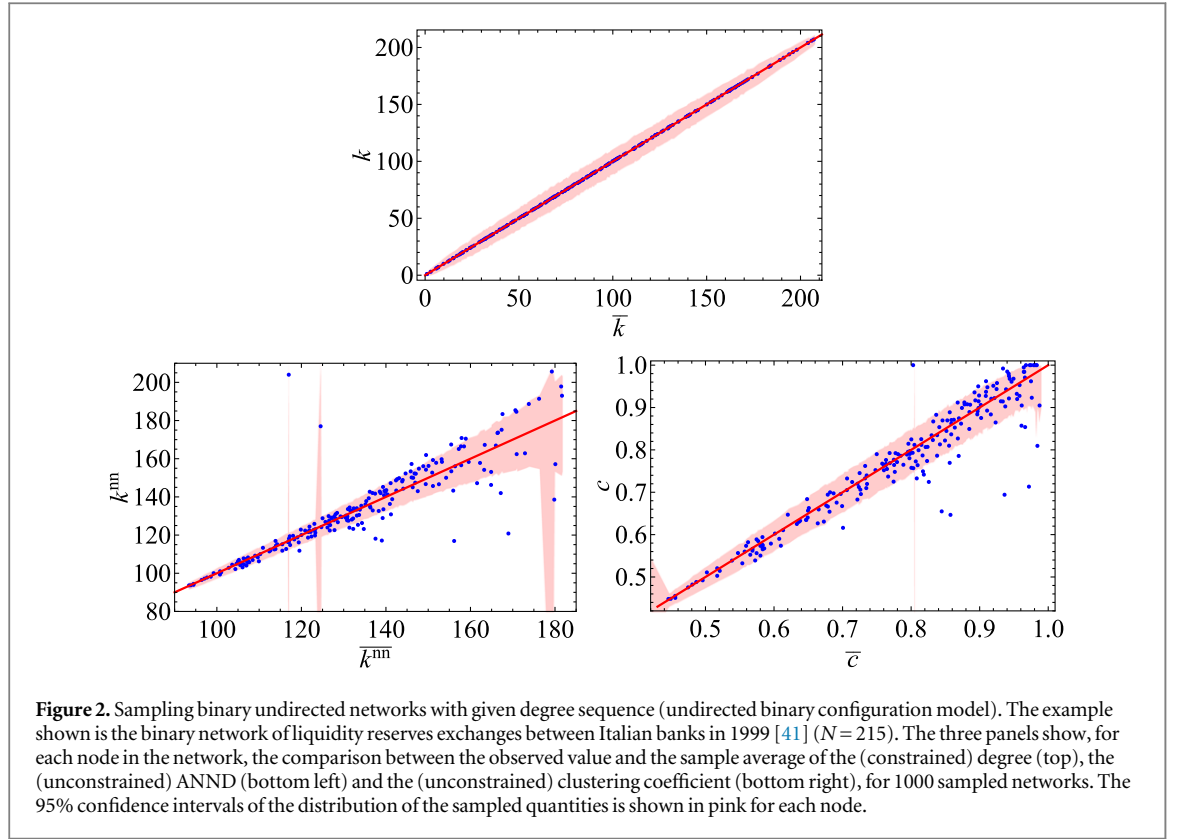 200
150
100
50
0
k
0 50 100 150 200
k̅
200
180
160
140
120
100
80
kⁿⁿ
100 120 140 160 180
k̅ⁿⁿ
1.0
0.9
0.8
0.7
0.6
0.5
c
0.5 0.6 0.7 0.8 0.9 1.0
c̅
Figure 2. Sampling binary undirected networks with given degree sequence (undirected binary configuration model). The example
shown is the binary network of liquidity reserves exchanges between Italian banks in 1999 [41] (N = 215). The three panels show, for
each node in the network, the comparison between the observed value and the sample average of the (constrained) degree (top), the
(unconstrained) ANND (bottom left) and the (unconstrained) clustering coefficient (bottom right), for 1000 sampled networks. The
95% confidence intervals of the distribution of the sampled quantities is shown in pink for each node.